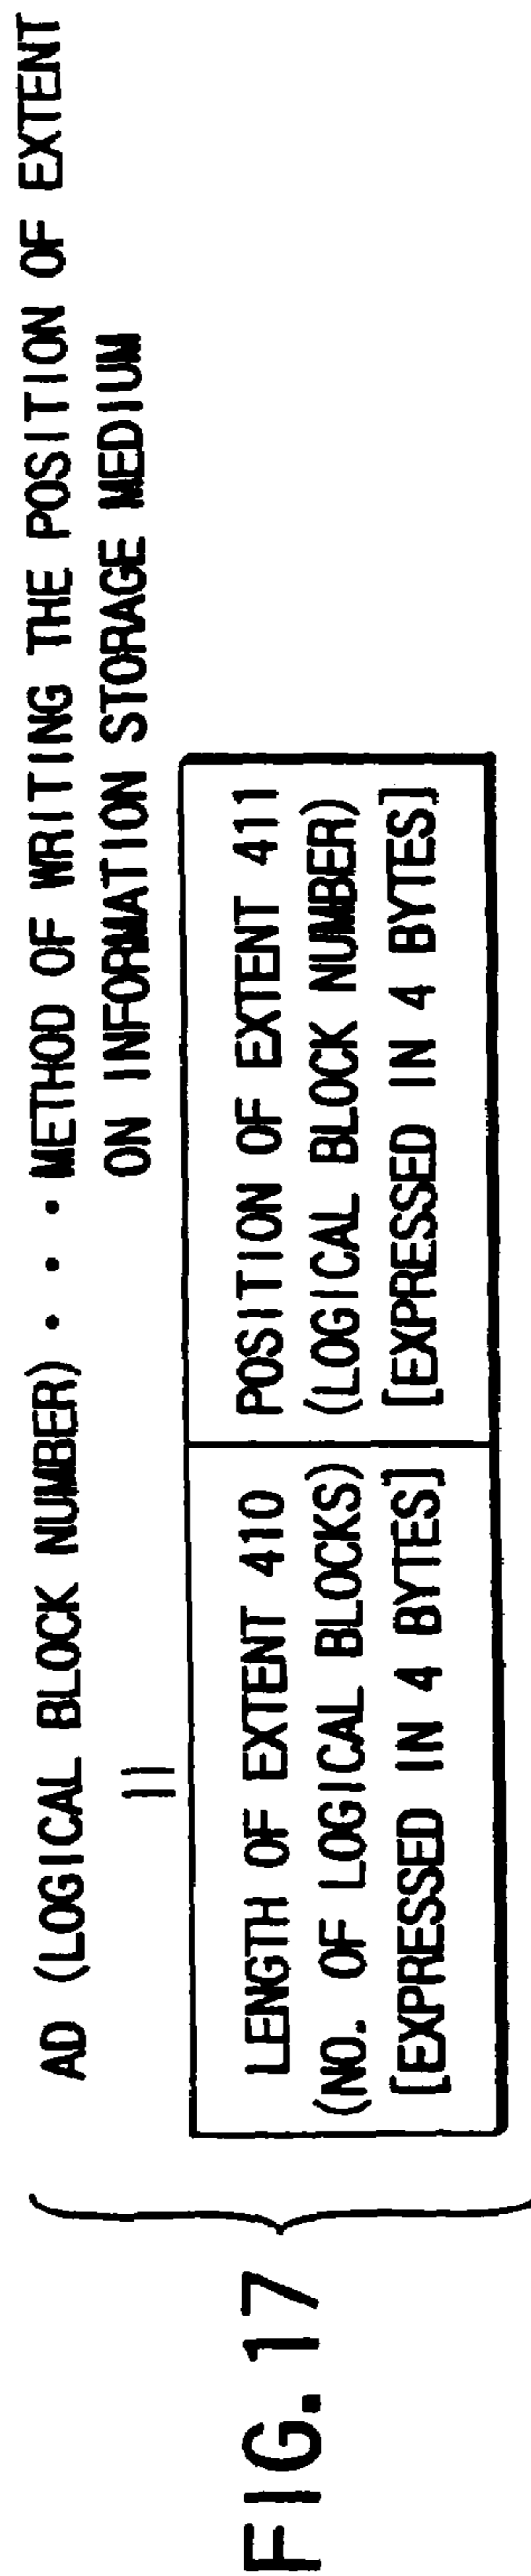 FIG. 17
AD (LOGICAL BLOCK NUMBER) • • • METHOD OF WRITING THE POSITION OF EXTENT
ON INFORMATION STORAGE MEDIUM
||
LENGTH OF EXTENT 410
(NO. OF LOGICAL BLOCKS)
[EXPRESSED IN 4 BYTES]
POSITION OF EXTENT 411
(LOGICAL BLOCK NUMBER)
[EXPRESSED IN 4 BYTES]